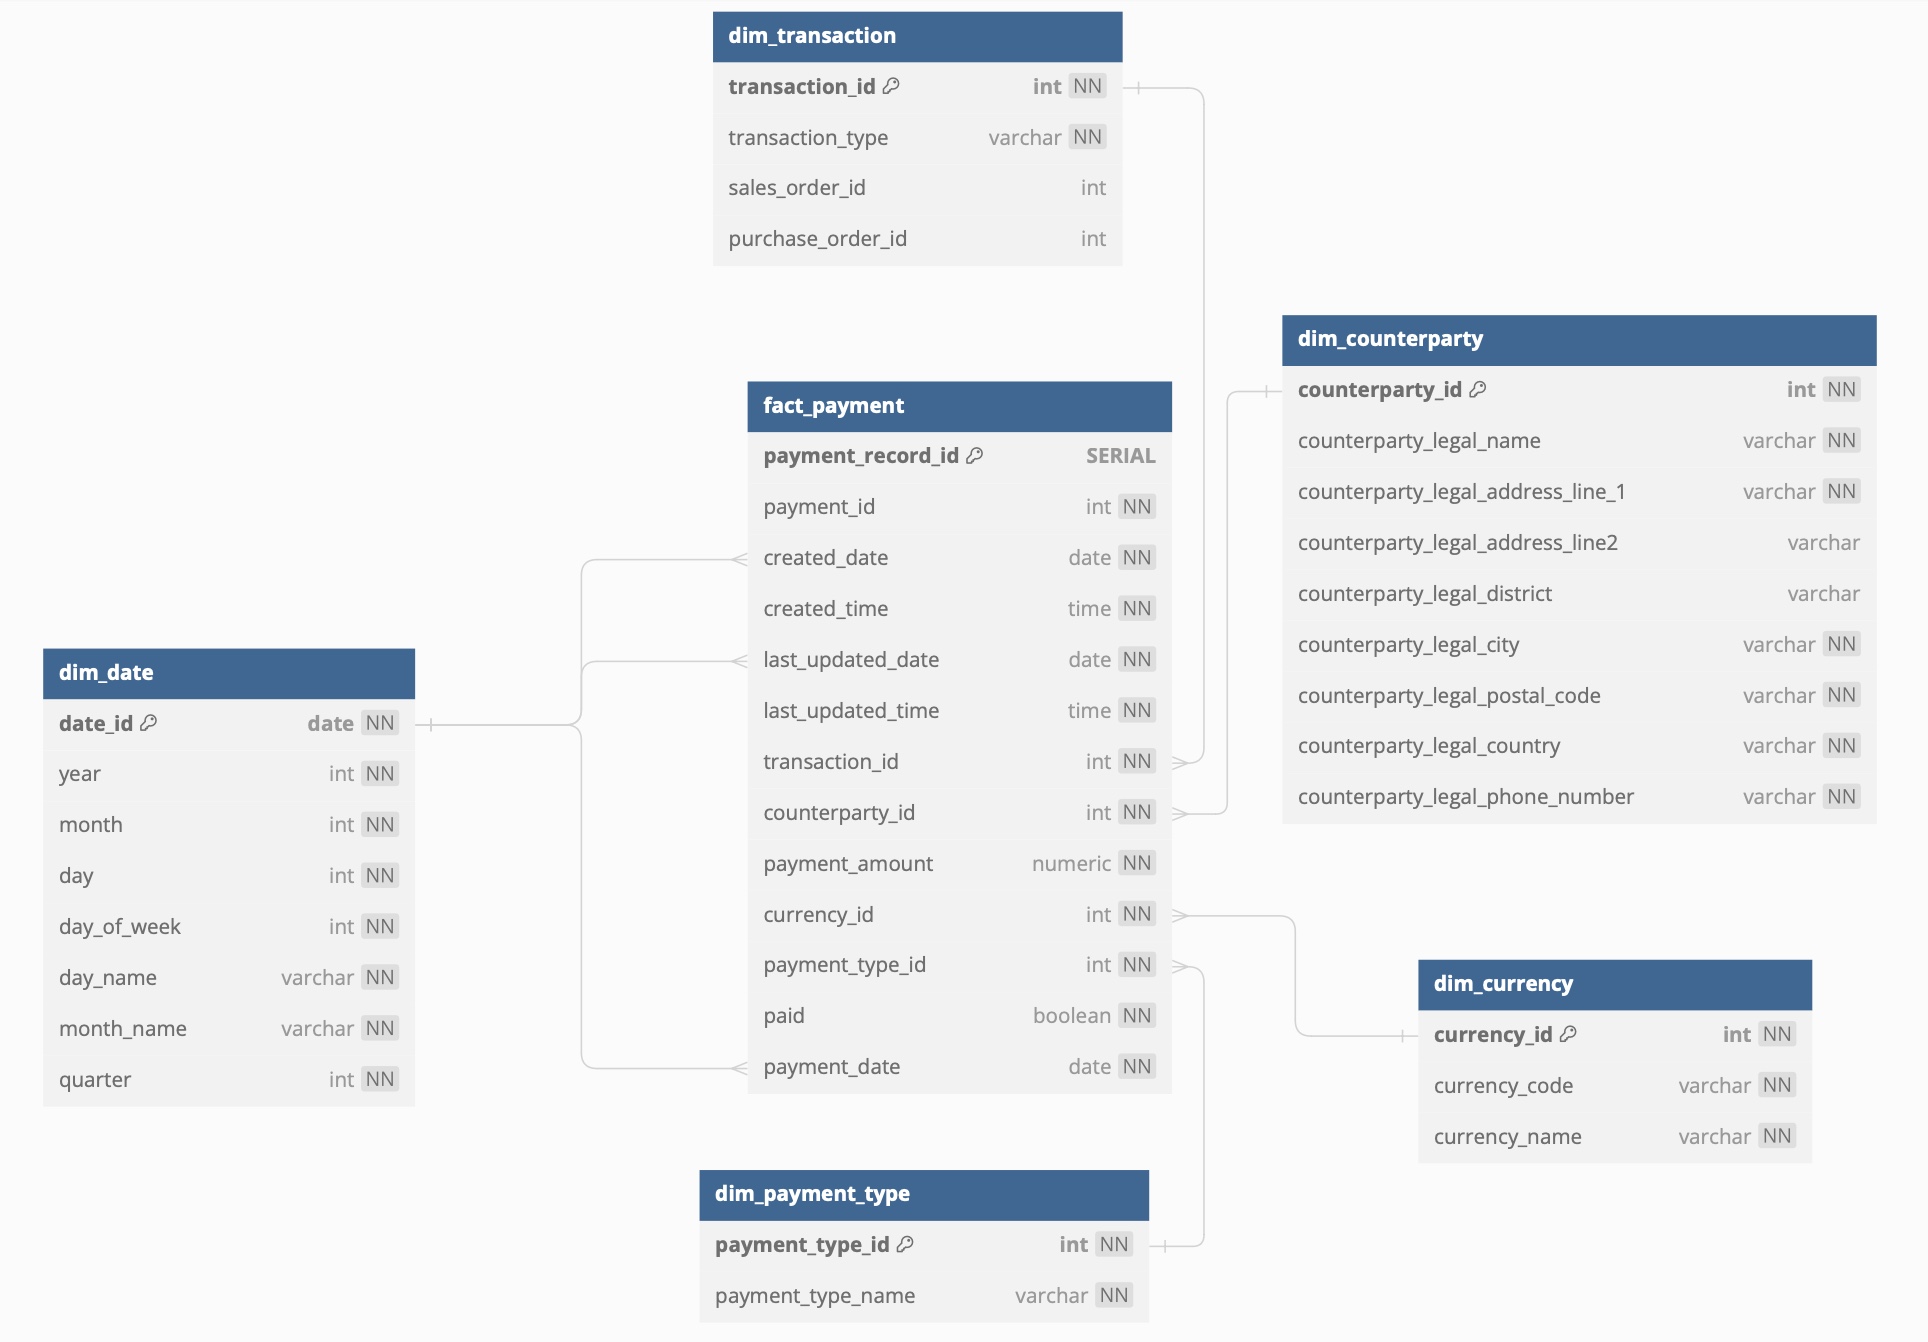 dim_transaction
transaction_id int NN
transaction_type varchar NN
sales_order_id int
purchase_order_id int
dim_counterparty
counterparty_id int NN
counterparty_legal_name varchar NN
counterparty_legal_address_line_1 varchar NN
counterparty_legal_address_line2 varchar
counterparty_legal_district varchar
counterparty_legal_city varchar NN
counterparty_legal_postal_code varchar NN
counterparty_legal_country varchar NN
counterparty_legal_phone_number varchar NN
fact_payment
payment_record_id SERIAL
payment_id int NN
created_date date NN
created_time time NN
last_updated_date date NN
last_updated_time time NN
transaction_id int NN
counterparty_id int NN
payment_amount numeric NN
currency_id int NN
payment_type_id int NN
paid boolean NN
payment_date date NN
dim_date
date_id date NN
year int NN
month int NN
day int NN
day_of_week int NN
day_name varchar NN
month_name varchar NN
quarter int NN
dim_currency
currency_id int NN
currency_code varchar NN
currency_name varchar NN
dim_payment_type
payment_type_id int NN
payment_type_name varchar NN